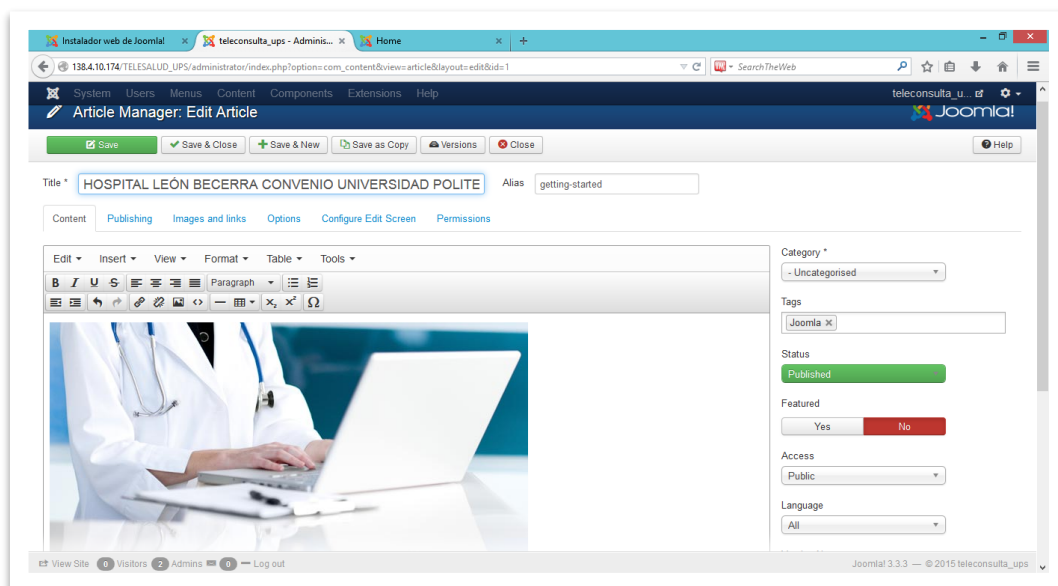 Instalador web de Joomla! × teleconsulta_ups - Adminis... × Home × +
138.4.10.174/TELESALUD_UPS/administrator/index.php?option=com_content&view=article&layout=edit&id=1 SearchTheWeb
System Users Menus Content Components Extensions Help teleconsulta_u...
Article Manager: Edit Article Joomla!
Save Save & Close Save & New Save as Copy Versions Close Help
Title * HOSPITAL LEÓN BECERRA CONVENIO UNIVERSIDAD POLITE Alias getting-started
Content Publishing Images and links Options Configure Edit Screen Permissions
Edit Insert View Format Table Tools
B I U S Paragraph
x₂ x² Ω
Category *
- Uncategorised
Tags
Joomla ×
Status
Published
Featured
Yes No
Access
Public
Language
All
View Site 0 Visitors 2 Admins 0 Log out Joomla! 3.3.3 — © 2015 teleconsulta_ups